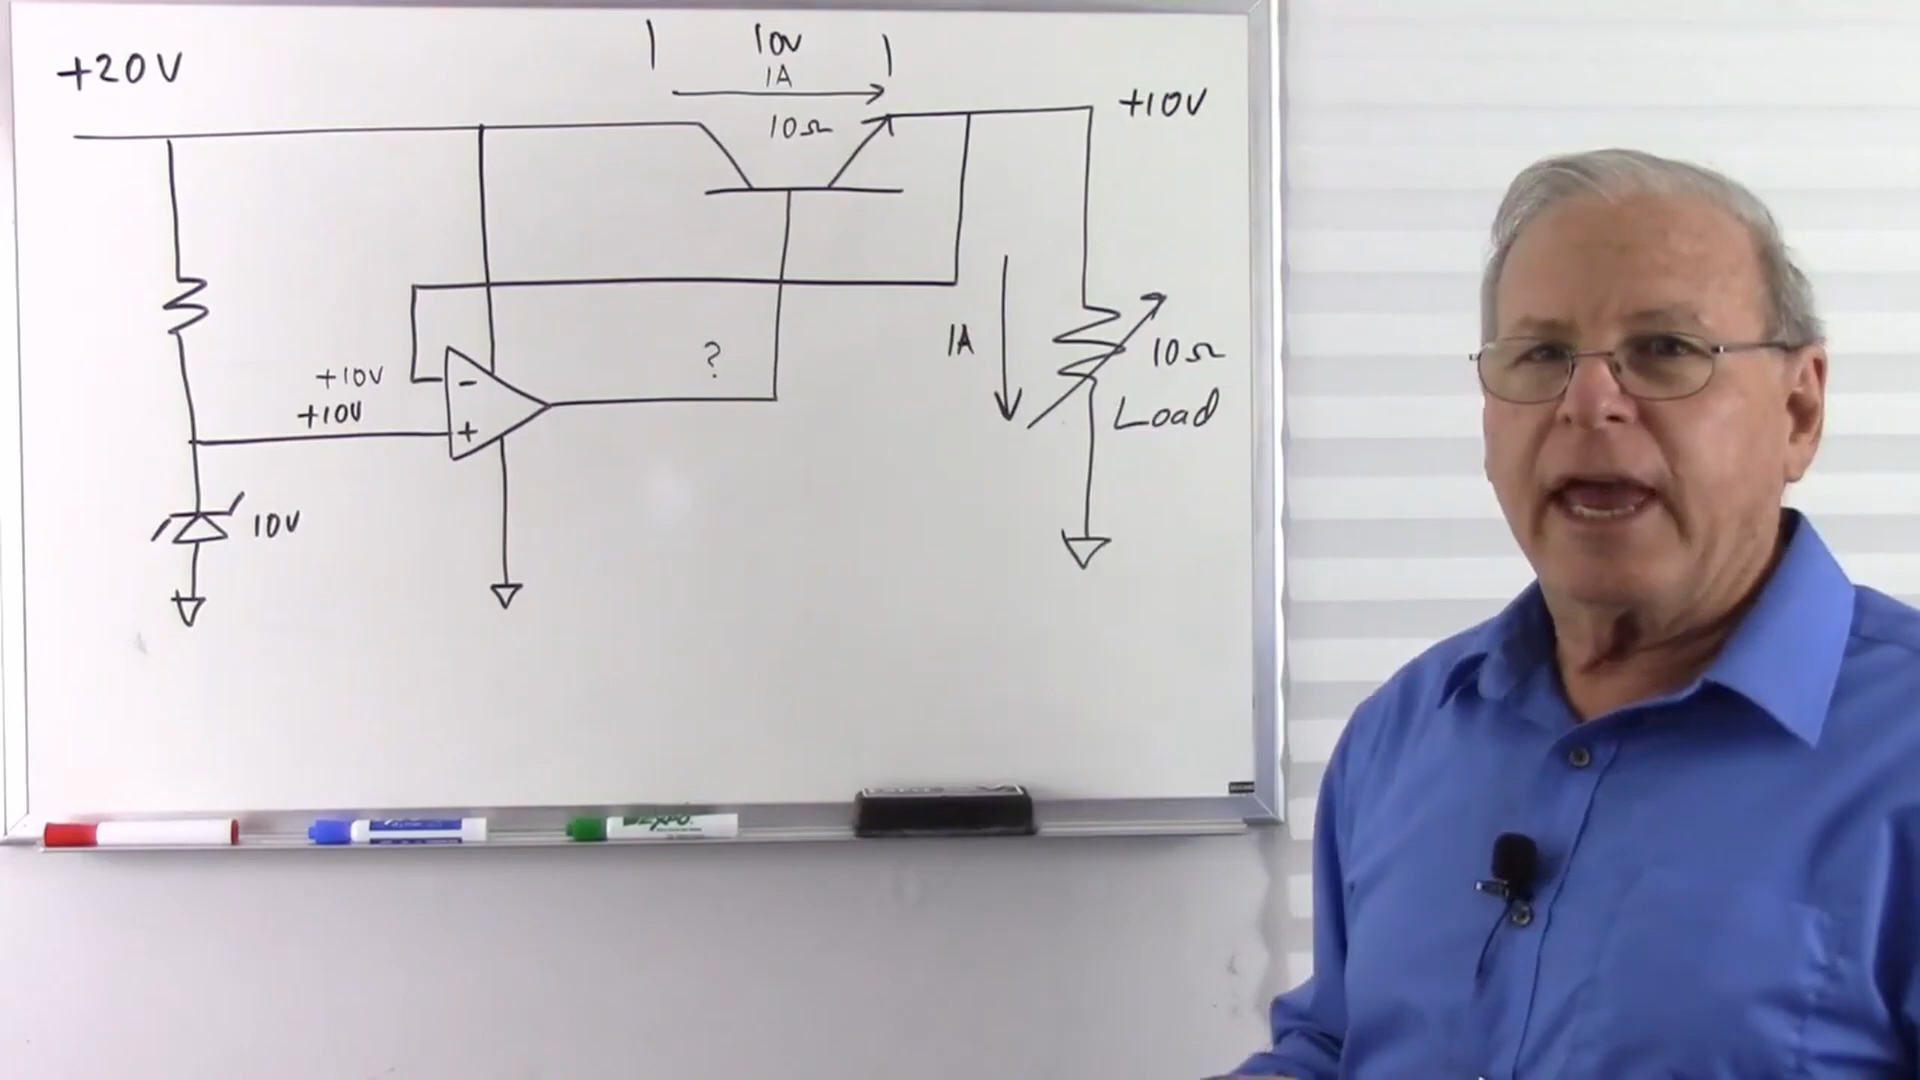 +20V
10V
1A
10Ω
+10V
?
+10V
+10V
-
+
1A
10Ω
Load
10V
EXPO